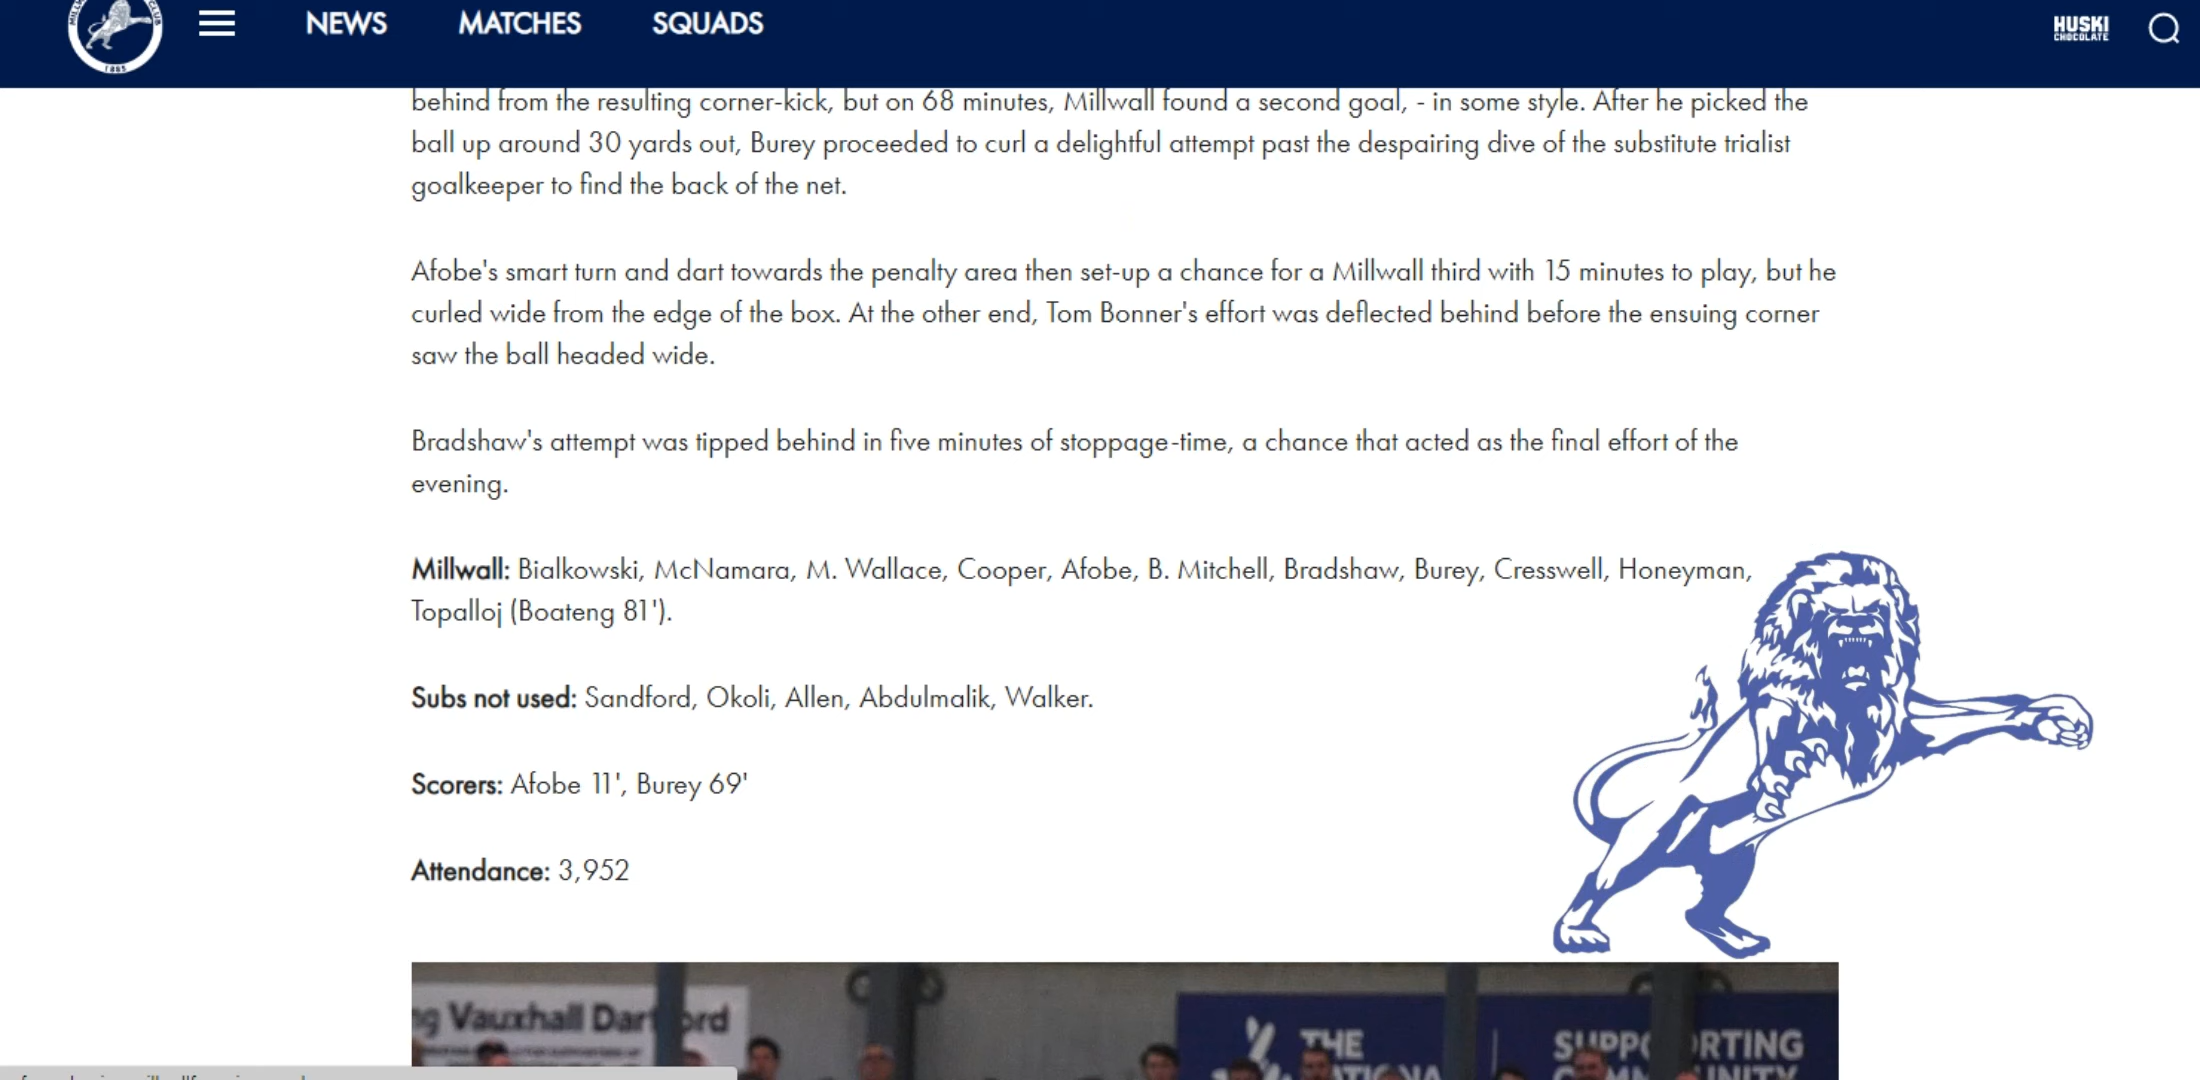 NEWS MATCHES SQUADS
HUSKI
CHOCOLATE
1885
behind from the resulting corner-kick, but on 68 minutes, Millwall found a second goal, - in some style. After he picked the
ball up around 30 yards out, Burey proceeded to curl a delightful attempt past the despairing dive of the substitute trialist
goalkeeper to find the back of the net.
Afobe's smart turn and dart towards the penalty area then set-up a chance for a Millwall third with 15 minutes to play, but he
curled wide from the edge of the box. At the other end, Tom Bonner's effort was deflected behind before the ensuing corner
saw the ball headed wide.
Bradshaw's attempt was tipped behind in five minutes of stoppage-time, a chance that acted as the final effort of the
evening.
Millwall: Bialkowski, McNamara, M. Wallace, Cooper, Afobe, B. Mitchell, Bradshaw, Burey, Cresswell, Honeyman,
Topalloj (Boateng 81').
Subs not used: Sandford, Okoli, Allen, Abdulmalik, Walker.
Scorers: Afobe 11', Burey 69'
Attendance: 3,952
Vauxhall Dartford
THE
SUPPORTING